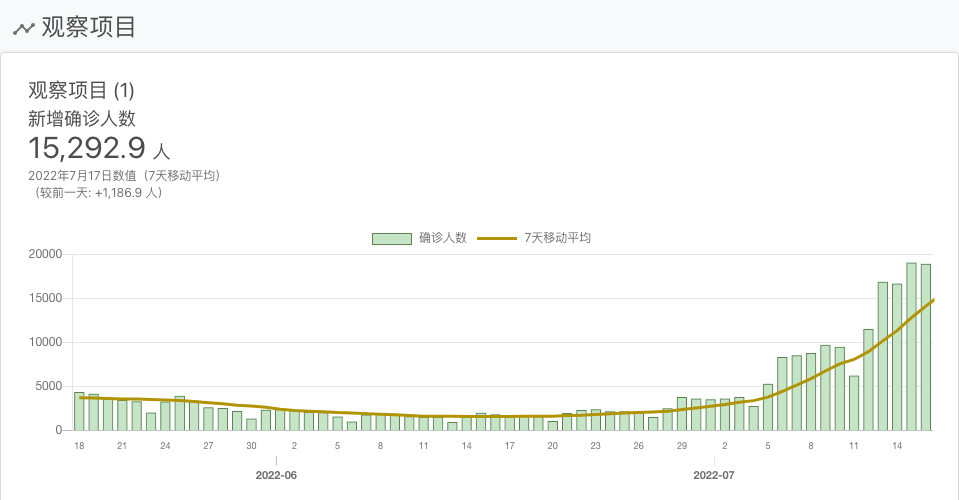 观察项目
观察项目 (1)
新增确诊人数
15,292.9 人
2022年7月17日数值（7天移动平均）
（较前一天: +1,186.9 人）
确诊人数 7天移动平均
20000
15000
10000
5000
0
18 21 24 27 30 2 5 8 11 14 17 20 23 26 29 2 5 8 11 14
2022-06 2022-07